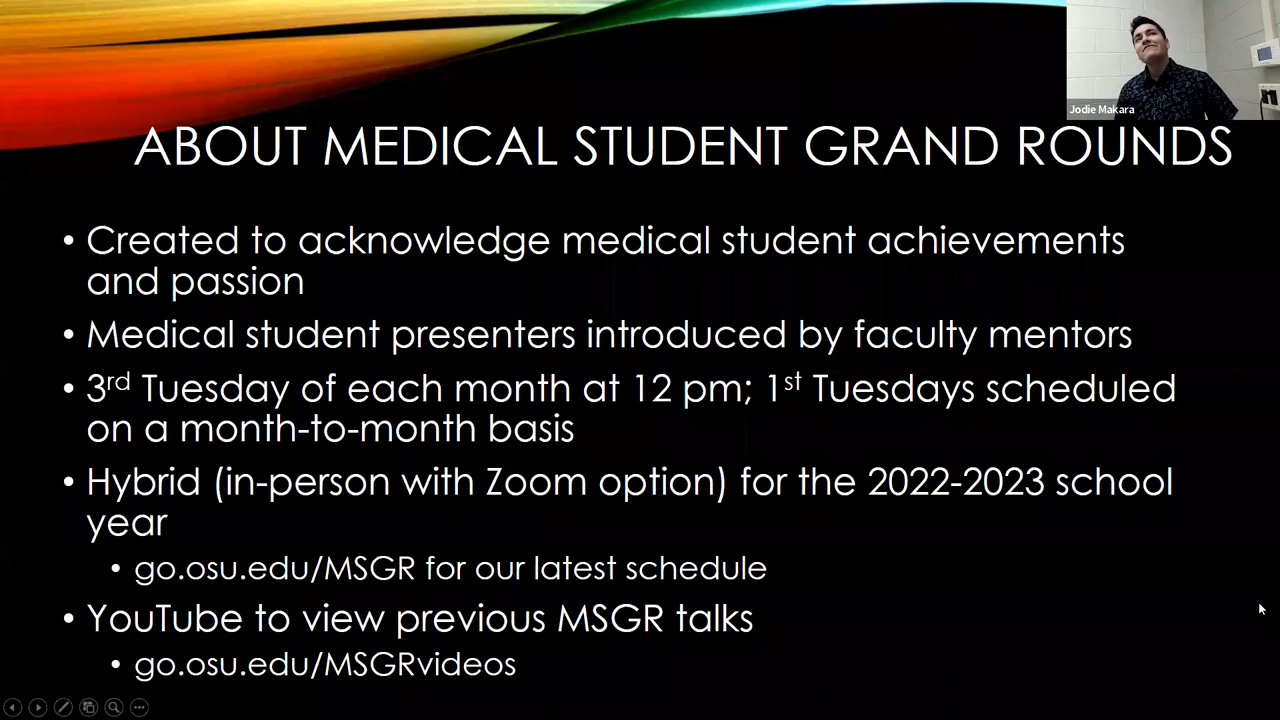 Jodie Makara
ABOUT MEDICAL STUDENT GRAND ROUNDS
• Created to acknowledge medical student achievements
and passion
• Medical student presenters introduced by faculty mentors
• 3rd Tuesday of each month at 12 pm; 1st Tuesdays scheduled
on a month-to-month basis
• Hybrid (in-person with Zoom option) for the 2022-2023 school
year
• go.osu.edu/MSGR for our latest schedule
• YouTube to view previous MSGR talks
• go.osu.edu/MSGRvideos